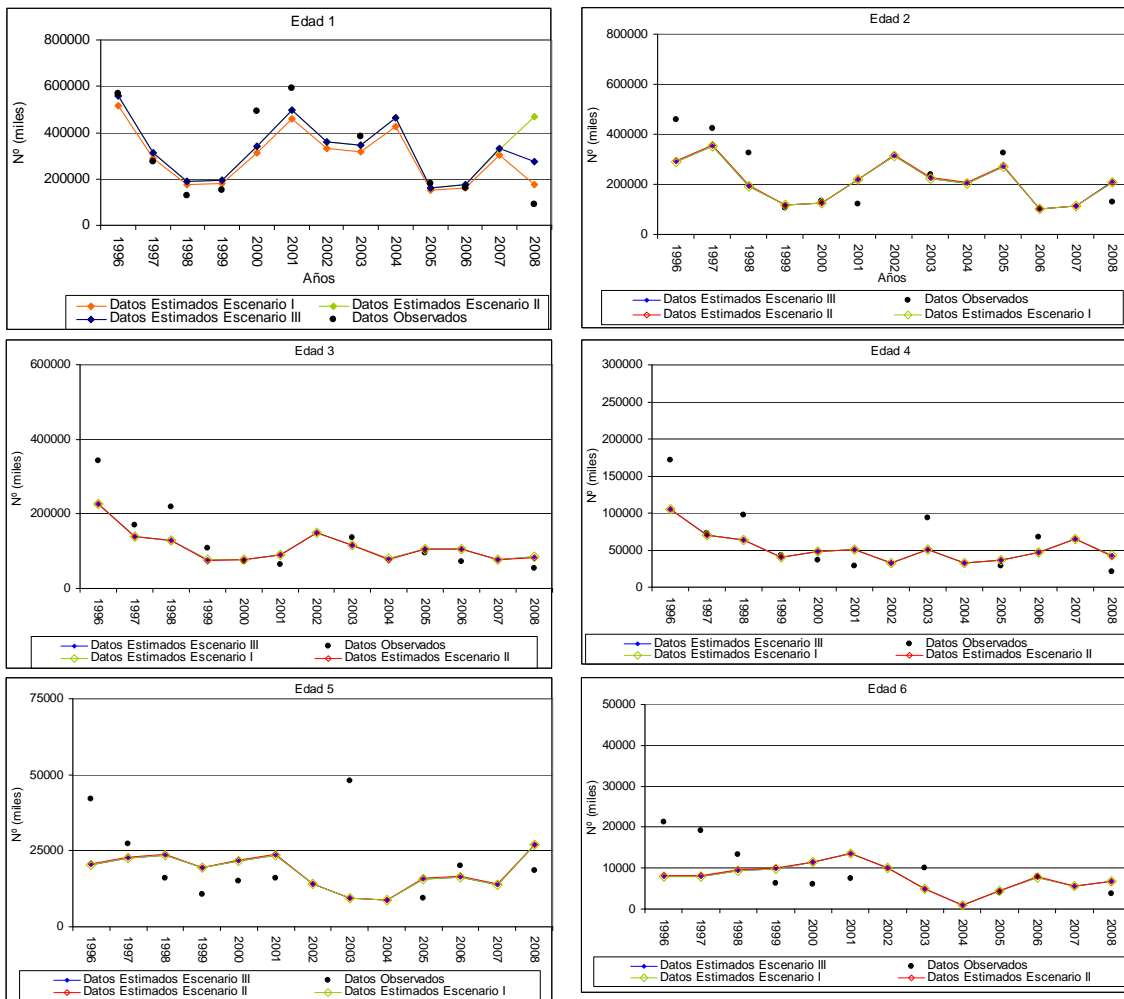 Edad 1
Nº (miles)
800000
600000
400000
200000
0
1996
1997
1998
1999
2000
2001
2002
2003
2004
2005
2006
2007
2008
Años
Datos Estimados Escenario I
Datos Estimados Escenario II
Datos Estimados Escenario III
Datos Observados
Edad 2
Nº (miles)
800000
600000
400000
200000
0
1996
1997
1998
1999
2000
2001
2002
2003
2004
2005
2006
2007
2008
Años
Datos Estimados Escenario III
Datos Observados
Datos Estimados Escenario II
Datos Estimados Escenario I
Edad 3
Nº (miles)
600000
400000
200000
0
1996
1997
1998
1999
2000
2001
2002
2003
2004
2005
2006
2007
2008
Datos Estimados Escenario III
Datos Observados
Datos Estimados Escenario I
Datos Estimados Escenario II
Edad 4
Nº (miles)
300000
250000
200000
150000
100000
50000
0
1996
1997
1998
1999
2000
2001
2002
2003
2004
2005
2006
2007
2008
Datos Estimados Escenario III
Datos Observados
Datos Estimados Escenario I
Datos Estimados Escenario II
Edad 5
Nº (miles)
75000
50000
25000
0
1996
1997
1998
1999
2000
2001
2002
2003
2004
2005
2006
2007
2008
Datos Estimados Escenario III
Datos Observados
Datos Estimados Escenario II
Datos Estimados Escenario I
Edad 6
Nº (miles)
50000
40000
30000
20000
10000
0
1996
1997
1998
1999
2000
2001
2002
2003
2004
2005
2006
2007
2008
Datos Estimados Escenario III
Datos Observados
Datos Estimados Escenario I
Datos Estimados Escenario II